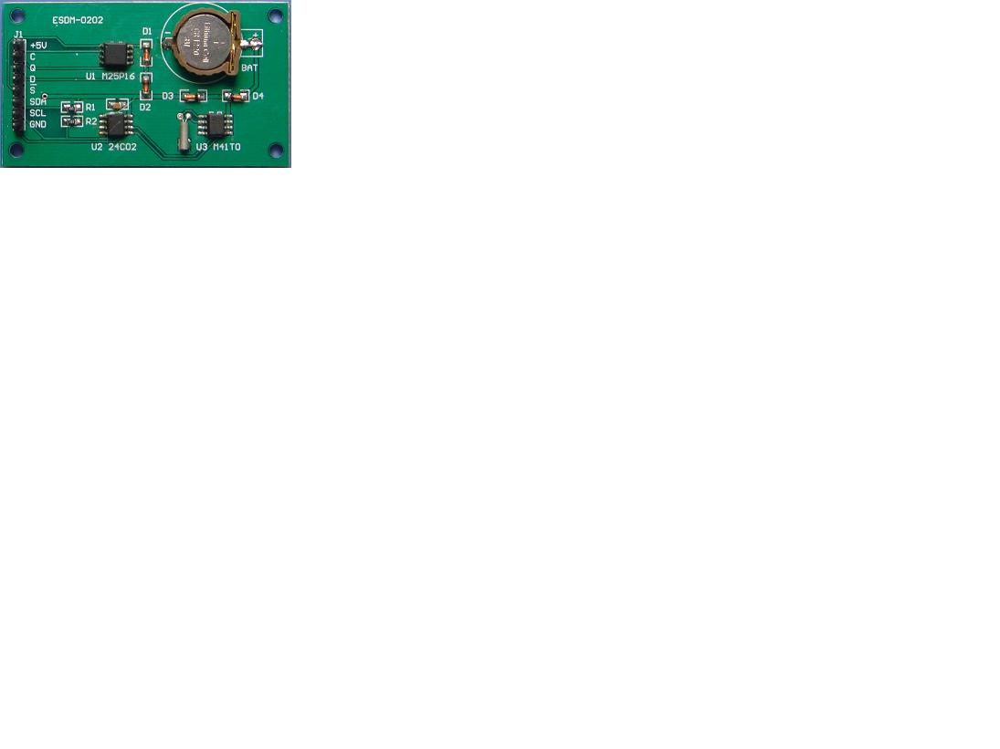 ESDM-0202
J1
D1
+5V
C
Q
D
S
SDA
SCL
GND
U1 M25P16
D2
D3
D4
BAT
+
-
R1
R2
U2 24C02
U3 M41T0